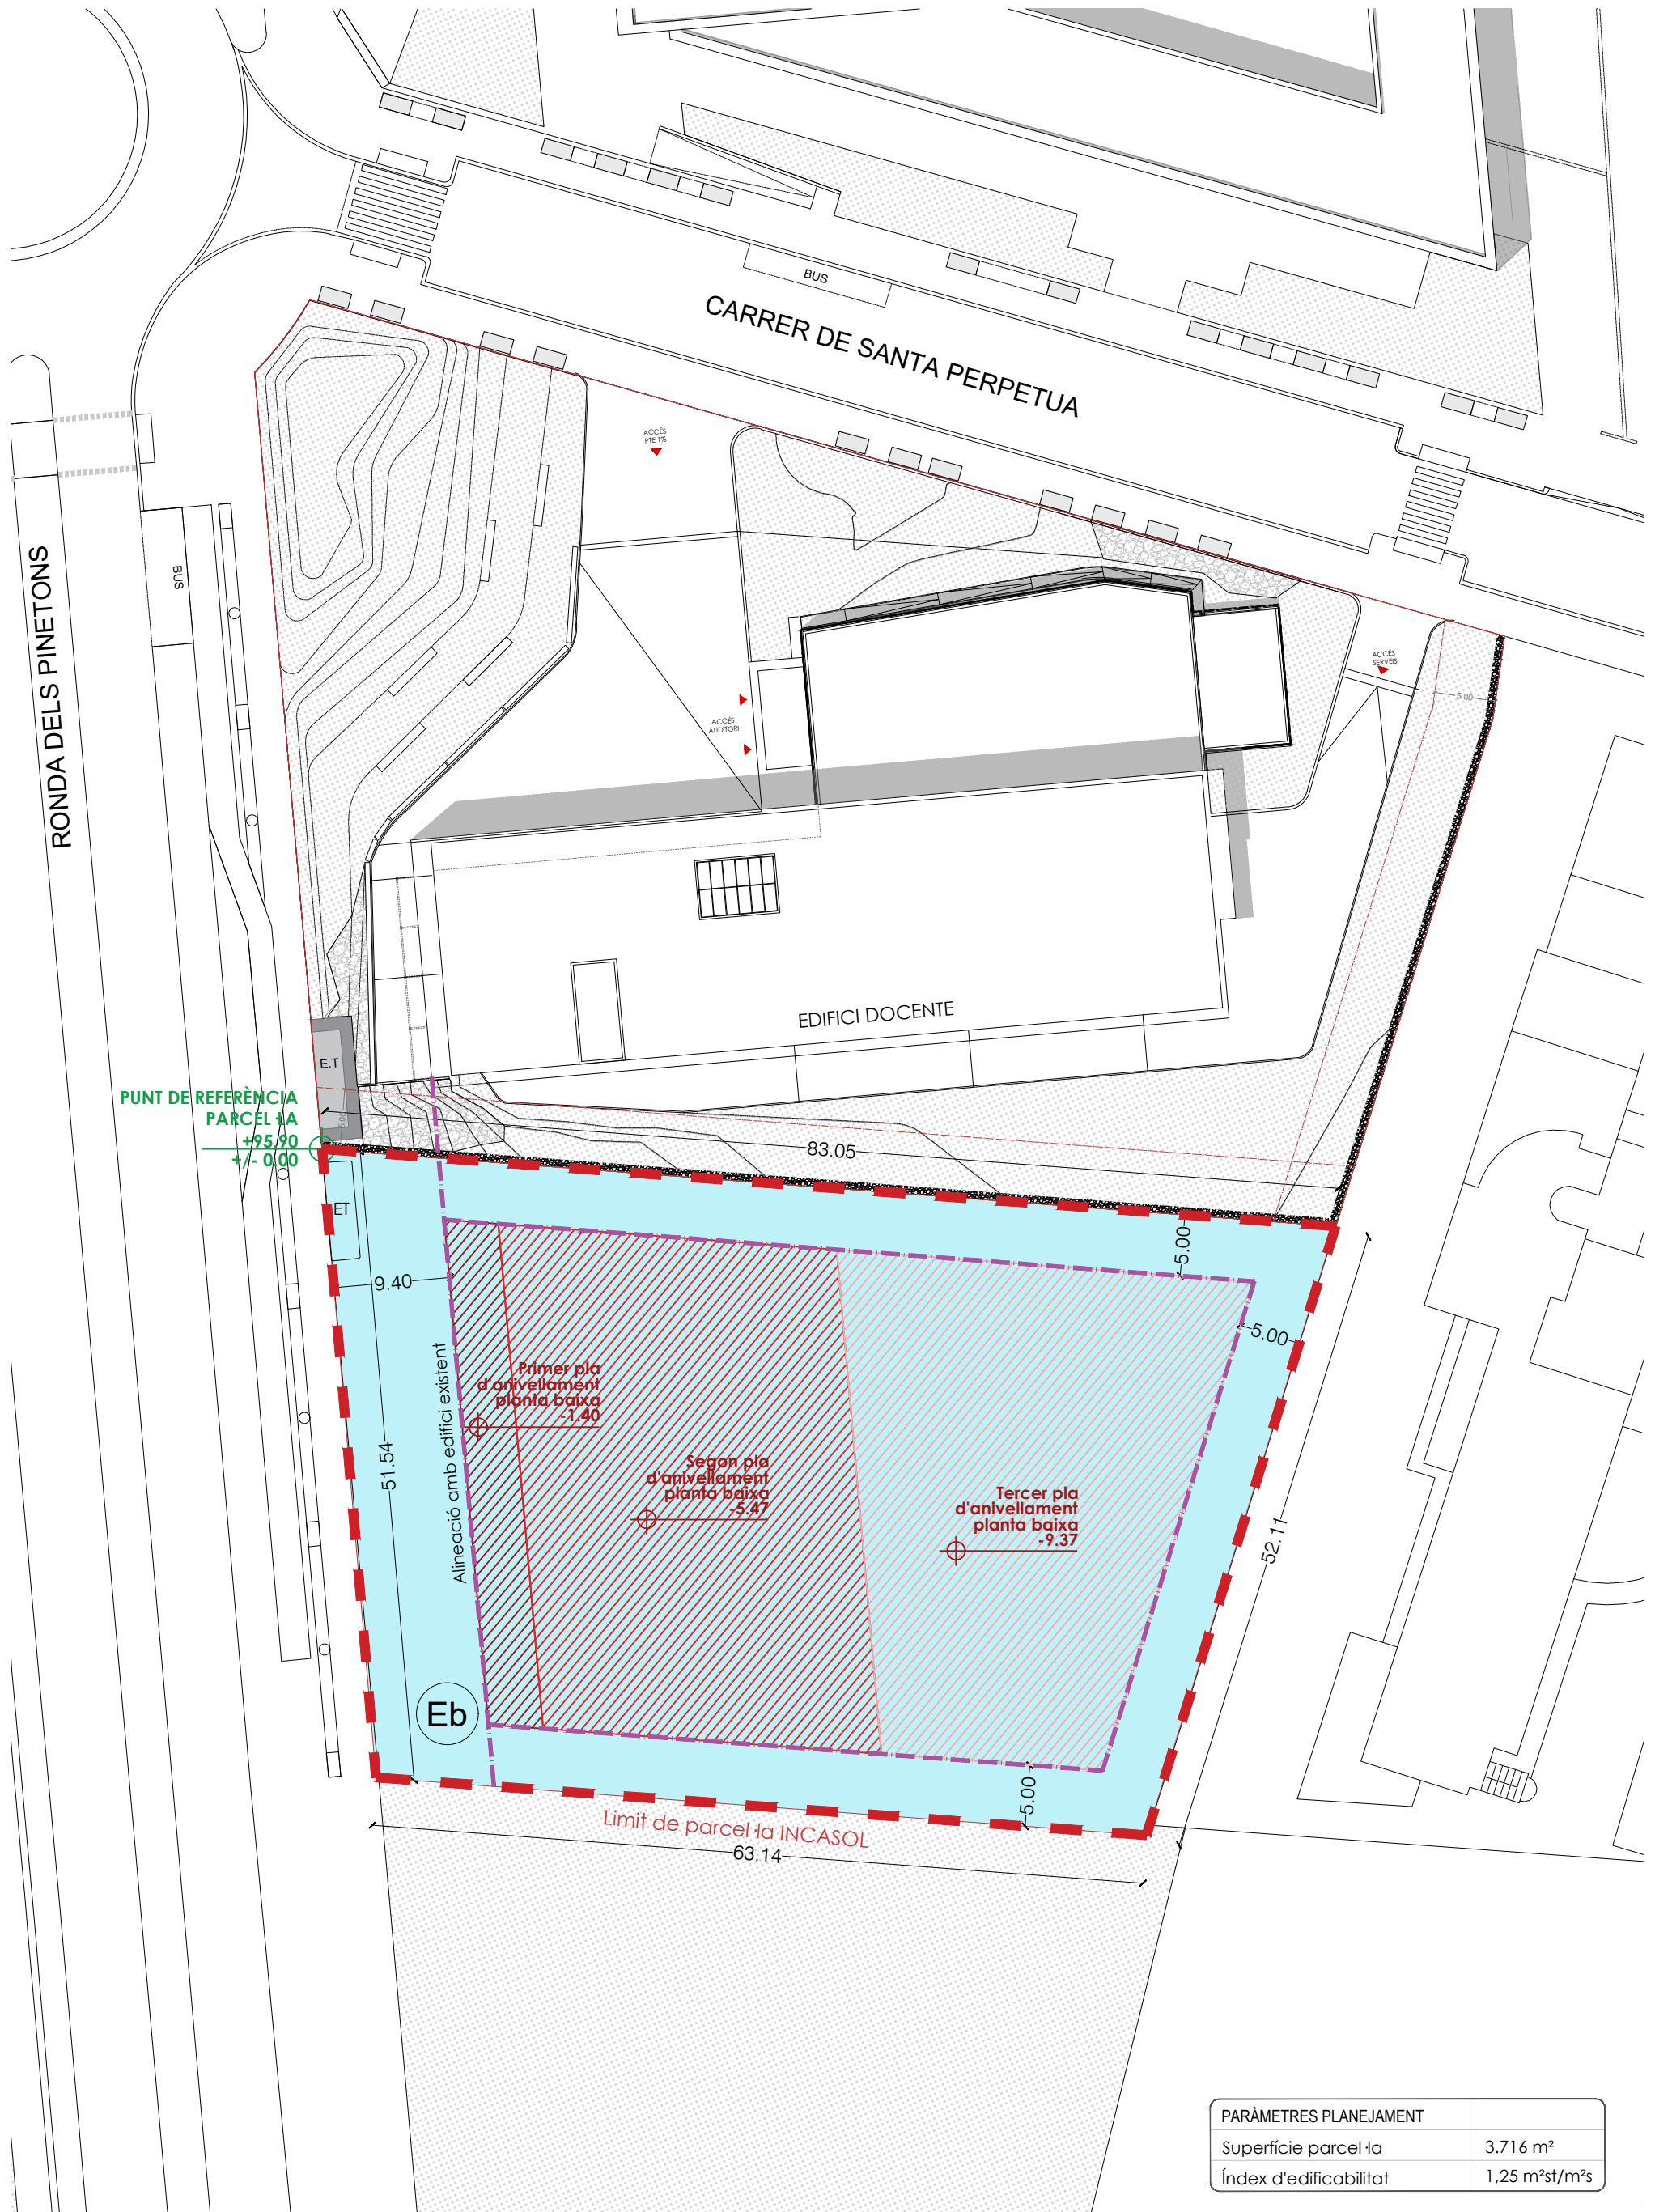 BUS
CARRER DE SANTA PERPETUA
ACCÉS
PTE 1%
RONDA DELS PINETONS
BUS
ACCÉS
SERVEIS
5.00
ACCÉS
AUDITORI
EDIFICI DOCENTE
E.T
PUNT DE REFERÈNCIA
PARCEL·LA
+95.90
+/- 0.00
83.05
ET
5.00
9.40
5.00
Alineació amb edifici existent
Primer pla
d'anivellament
planta baixa
-1.40
51.54
Segon pla
d'anivellament
planta baixa
-5.47
Tercer pla
d'anivellament
planta baixa
-9.37
52.11
Eb
5.00
Limit de parcel·la INCASOL
63.14
PARÀMETRES PLANEJAMENT
Superfície parcel·la 3.716 m²
Índex d'edificabilitat 1,25 m²st/m²s